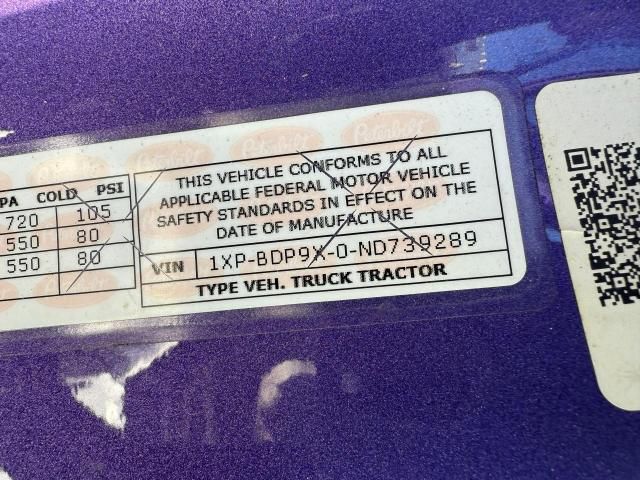 PA COLD PSI
720 105
550 80
550 80
Peterbilt
THIS VEHICLE CONFORMS TO ALL
APPLICABLE FEDERAL MOTOR VEHICLE
SAFETY STANDARDS IN EFFECT ON THE
DATE OF MANUFACTURE
VIN 1XP-BDP9X-0-ND739289
TYPE VEH. TRUCK TRACTOR